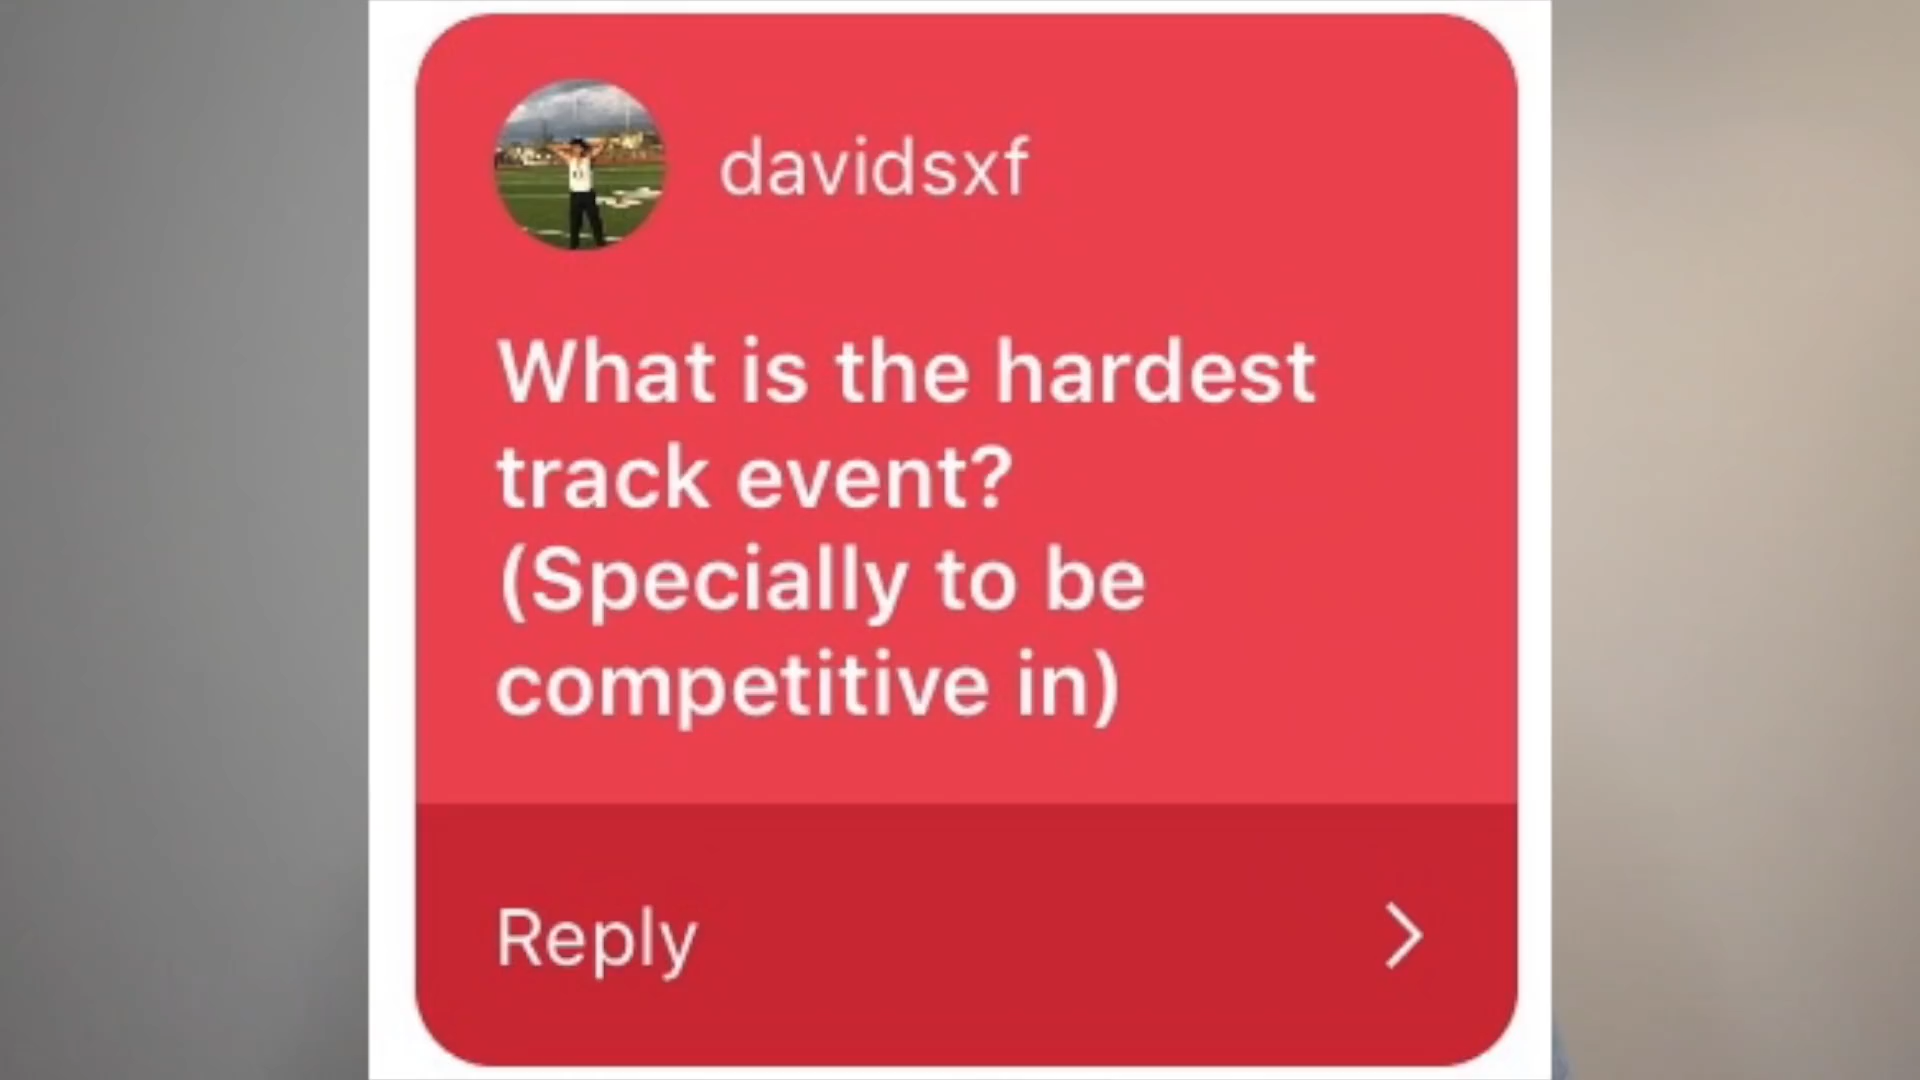 davidsxf
What is the hardest
track event?
(Specially to be
competitive in)
Reply